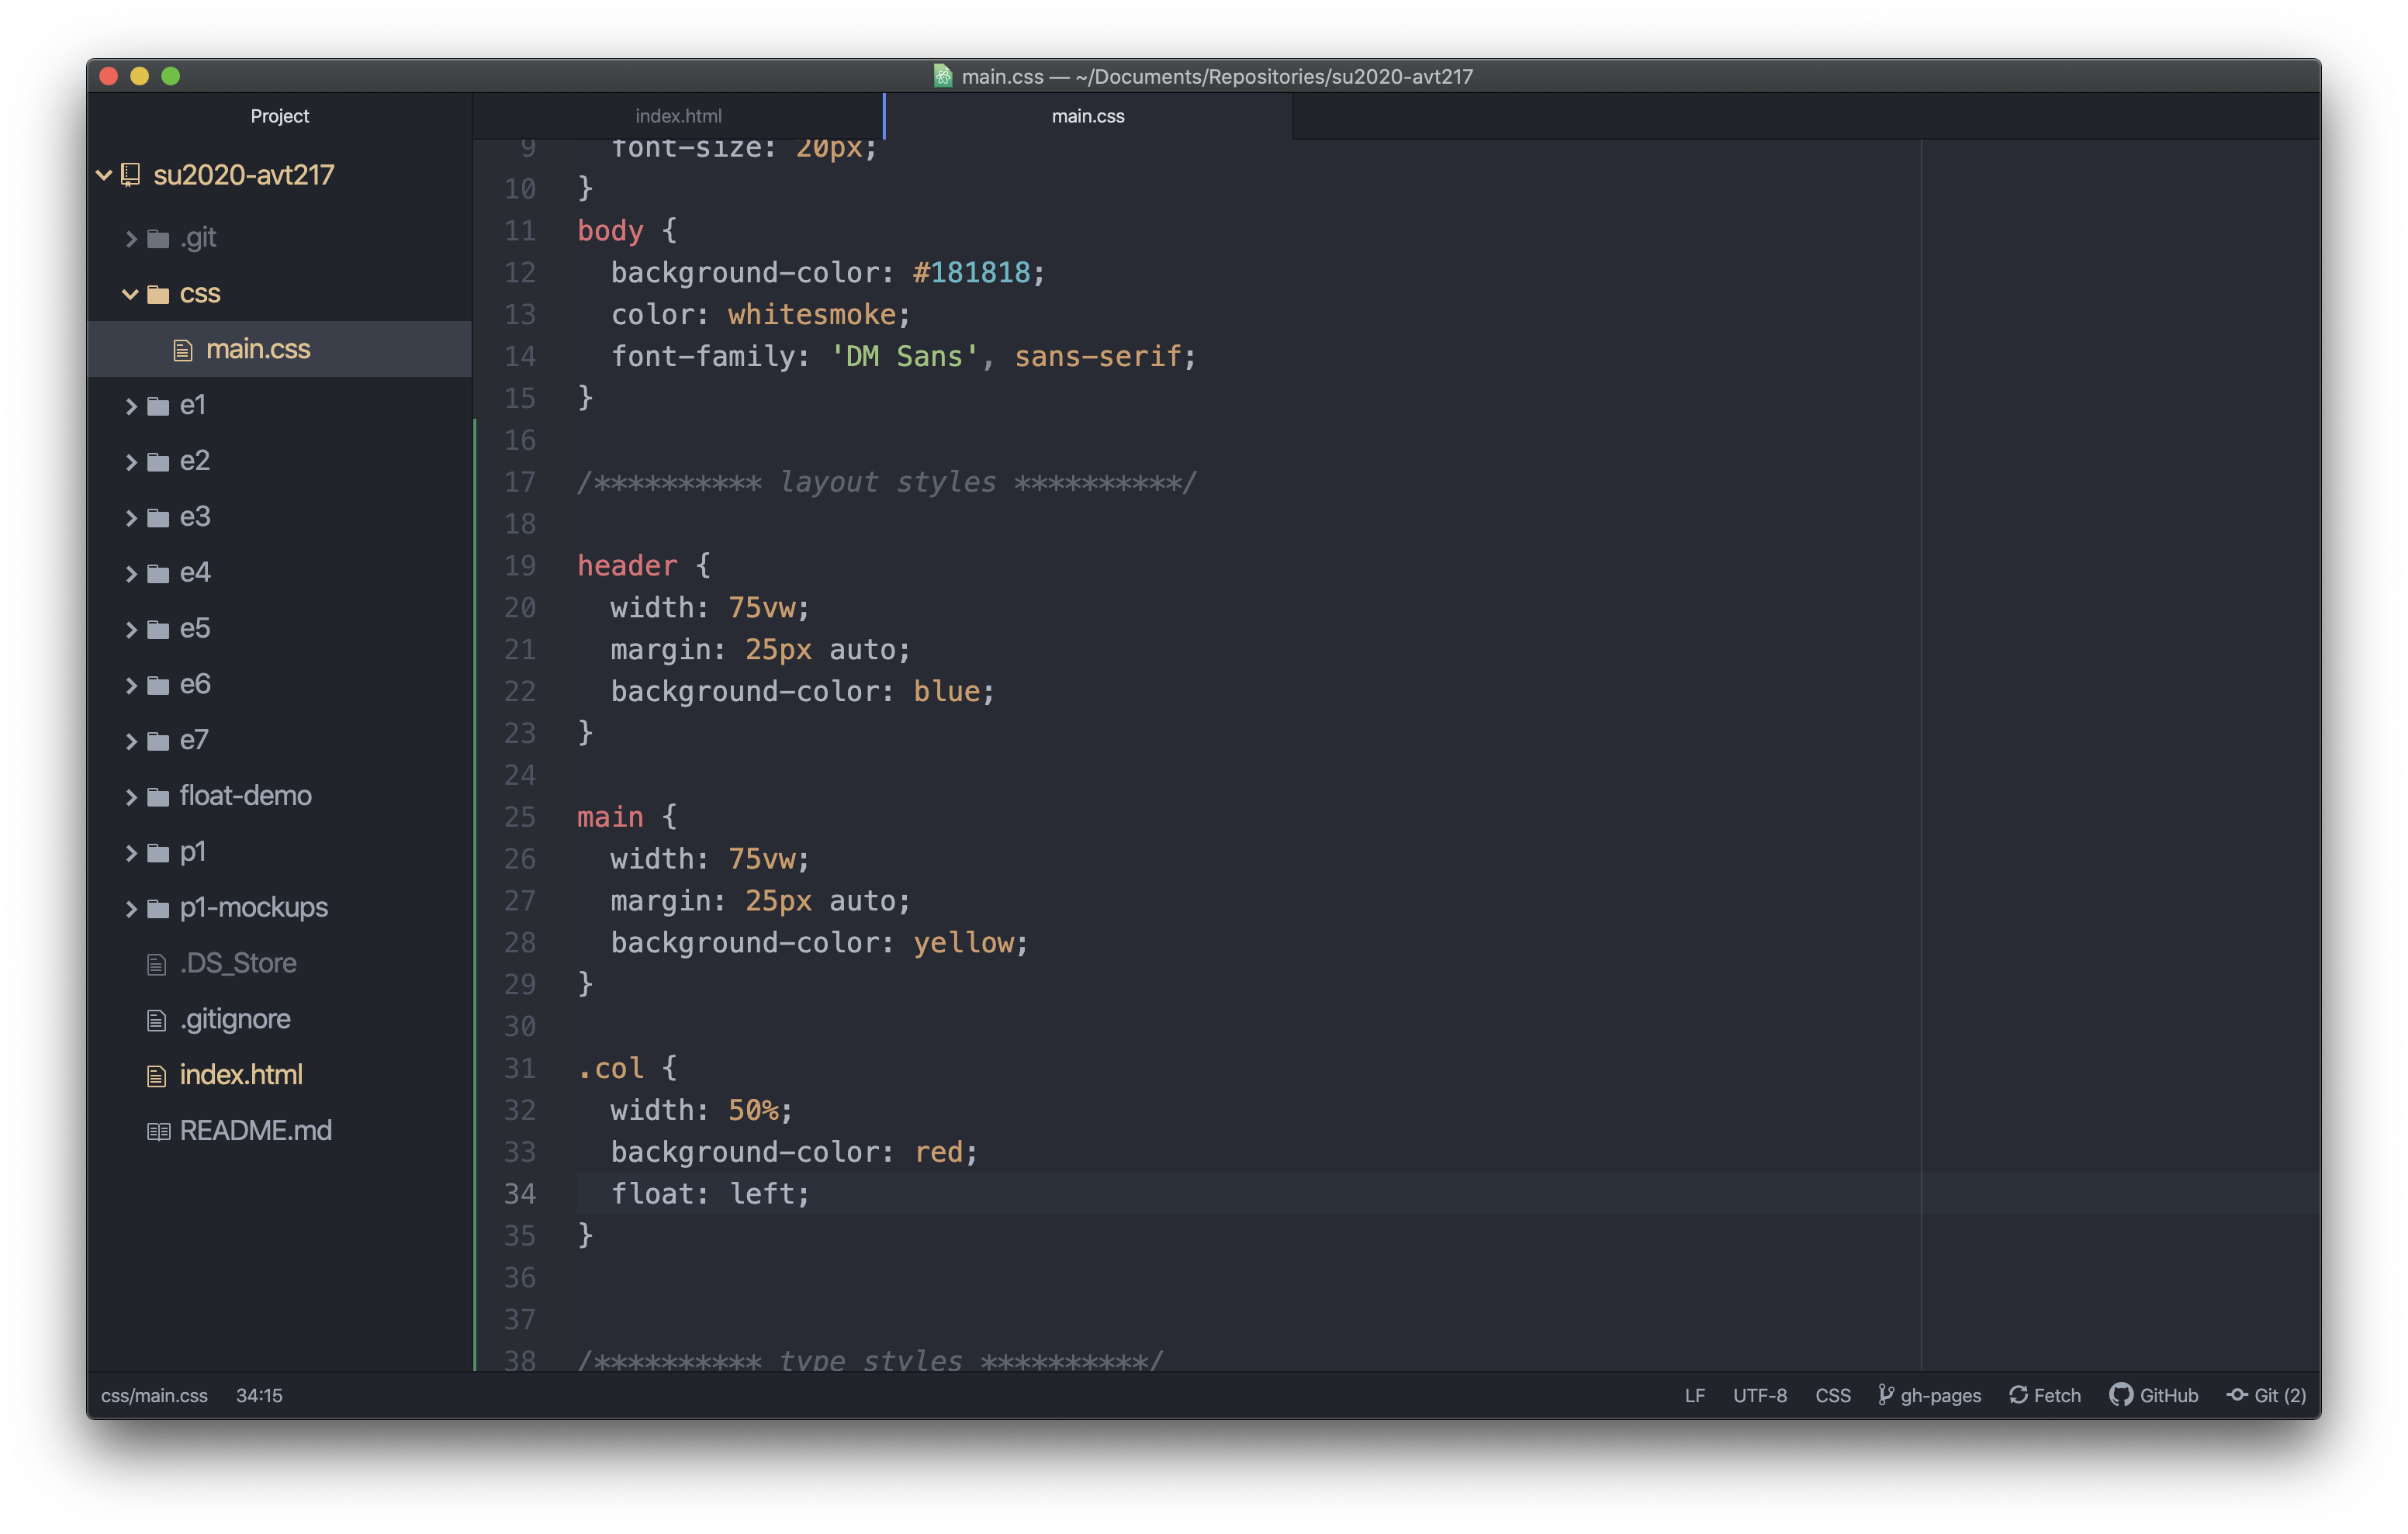 main.css — ~/Documents/Repositories/su2020-avt217
Project
index.html
main.css
su2020-avt217
.git
css
main.css
e1
e2
e3
e4
e5
e6
e7
float-demo
p1
p1-mockups
.DS_Store
.gitignore
index.html
README.md
9 font-size: 20px;
10 }
11 body {
12 background-color: #181818;
13 color: whitesmoke;
14 font-family: 'DM Sans', sans-serif;
15 }
16
17 /********** layout styles **********/
18
19 header {
20 width: 75vw;
21 margin: 25px auto;
22 background-color: blue;
23 }
24
25 main {
26 width: 75vw;
27 margin: 25px auto;
28 background-color: yellow;
29 }
30
31 .col {
32 width: 50%;
33 background-color: red;
34 float: left;
35 }
36
37
38 /********** type styles **********/
css/main.css 34:15 LF UTF-8 CSS gh-pages Fetch GitHub Git (2)